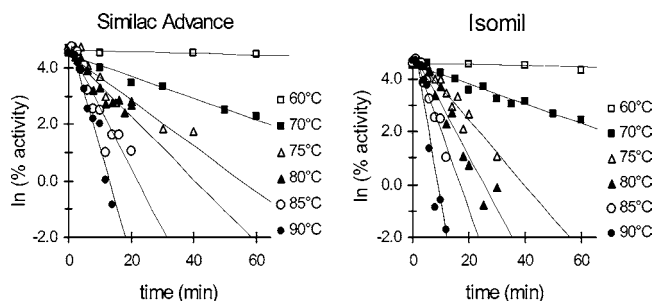 Similac Advance
ln (% activity)
4.0
2.0
0.0
-2.0
0
20
40
60
time (min)
60°C
70°C
75°C
80°C
85°C
90°C
Isomil
ln (% activity)
4.0
2.0
0.0
-2.0
0
20
40
60
time (min)
60°C
70°C
75°C
80°C
85°C
90°C